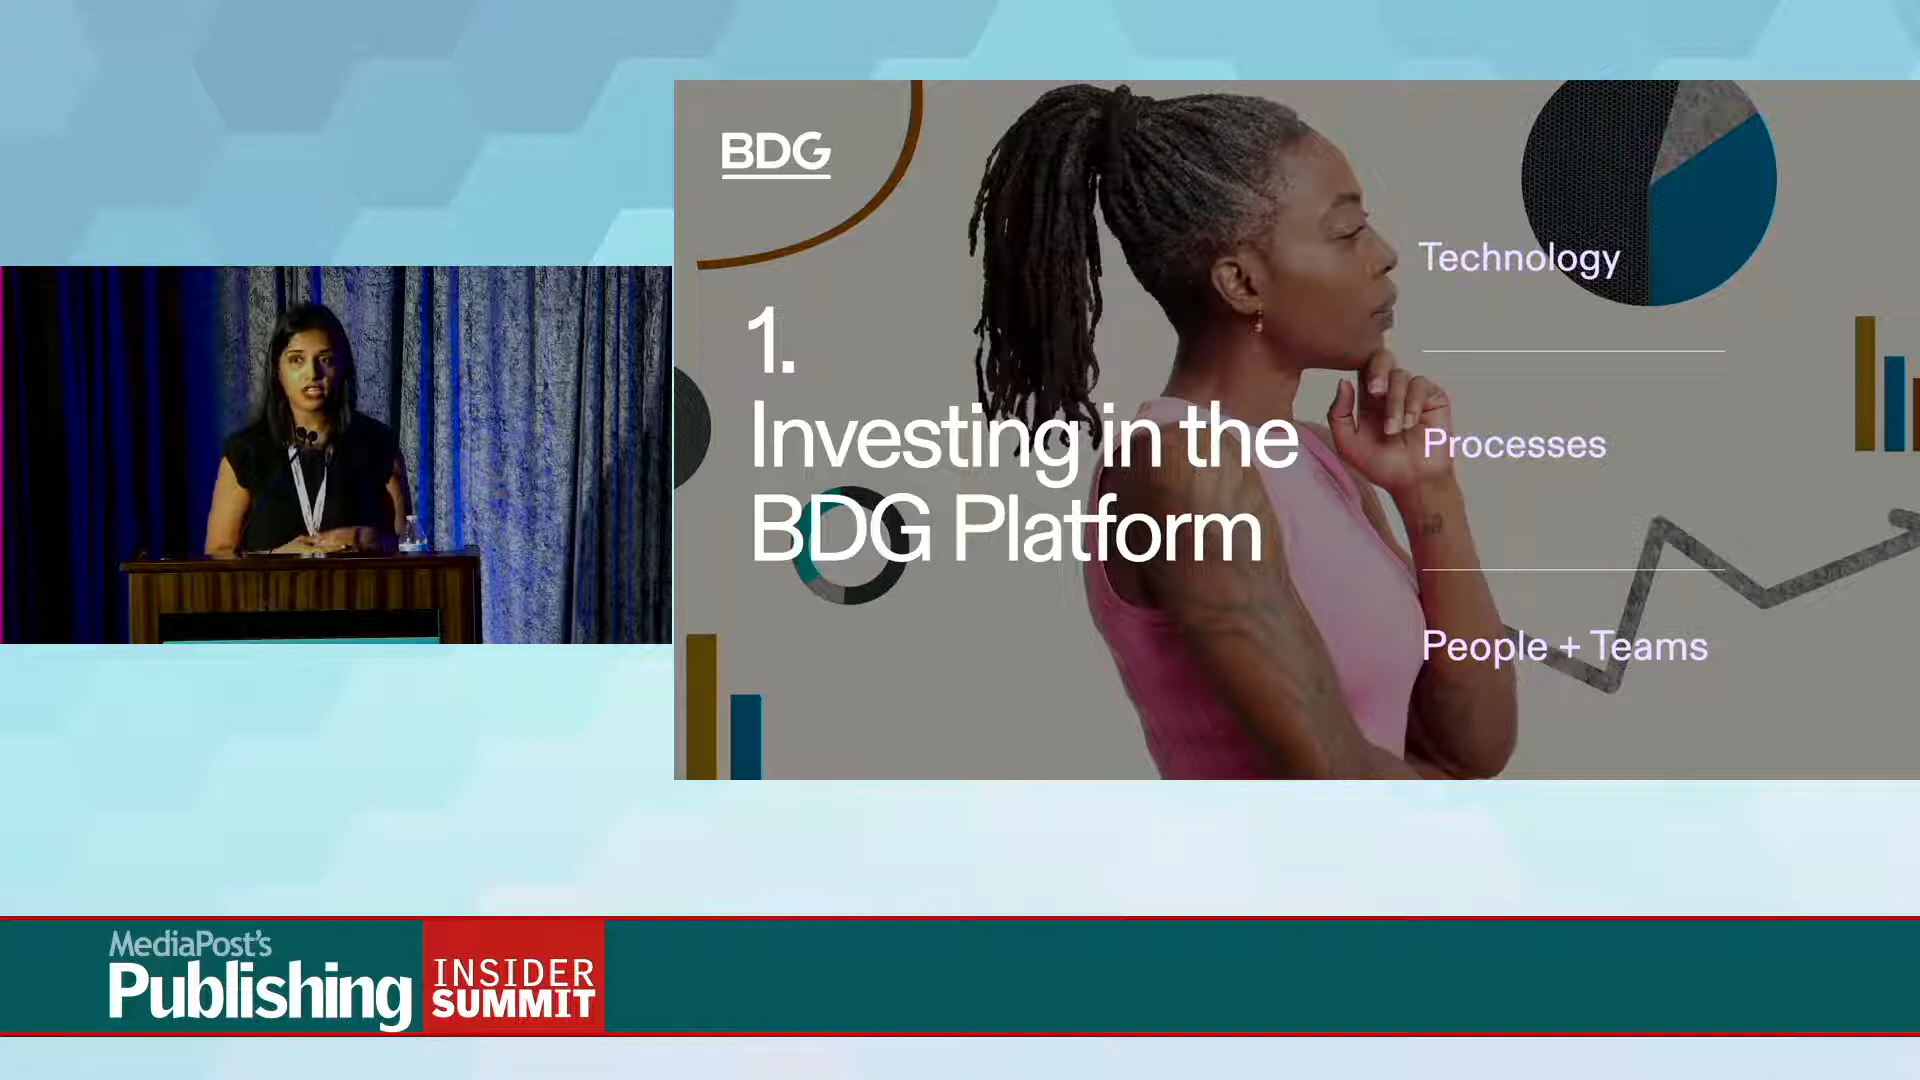 BDG
1.
Investing in the
BDG Platform
Technology
Processes
People + Teams
MediaPost's
Publishing
INSIDER
SUMMIT